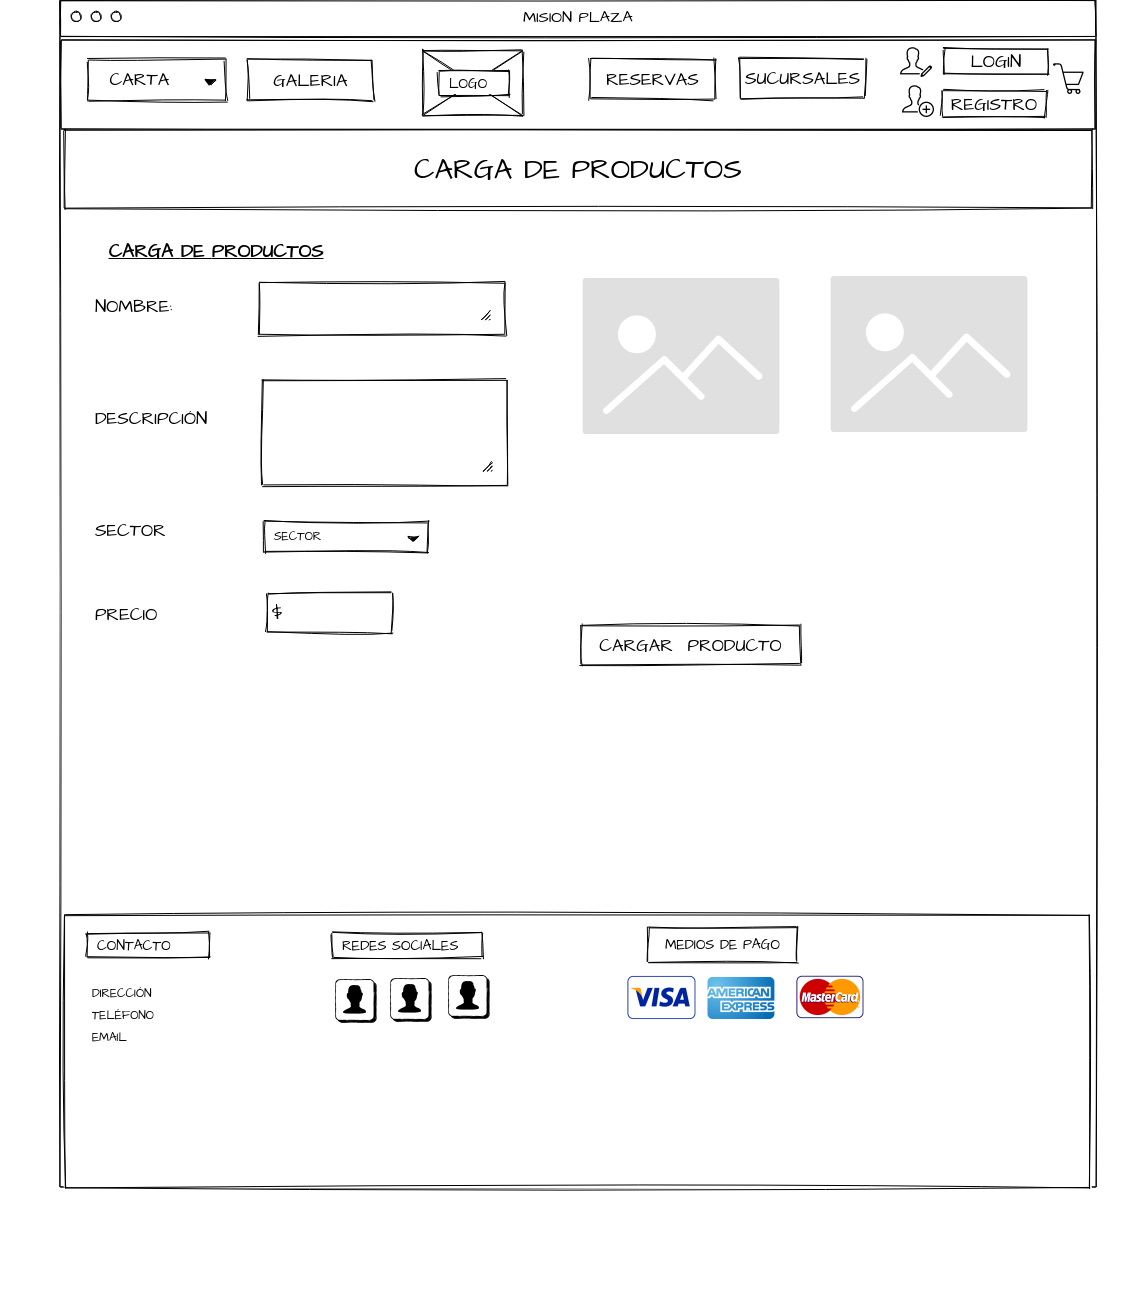 MISION PLAZA
CARTA
GALERIA
LOGO
RESERVAS
SUCURSALES
LOGIN
REGISTRO
CARGA DE PRODUCTOS
CARGA DE PRODUCTOS
NOMBRE:
DESCRIPCIÓN
SECTOR
SECTOR
PRECIO
$
CARGAR PRODUCTO
CONTACTO
REDES SOCIALES
MEDIOS DE PAGO
DIRECCIÓN
TELÉFONO
EMAIL
VISA
AMERICAN
EXPRESS
MasterCard